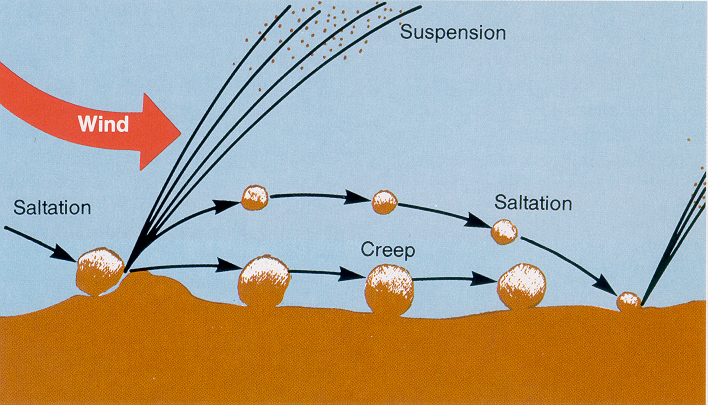 Suspension
Wind
Saltation
Saltation
Creep